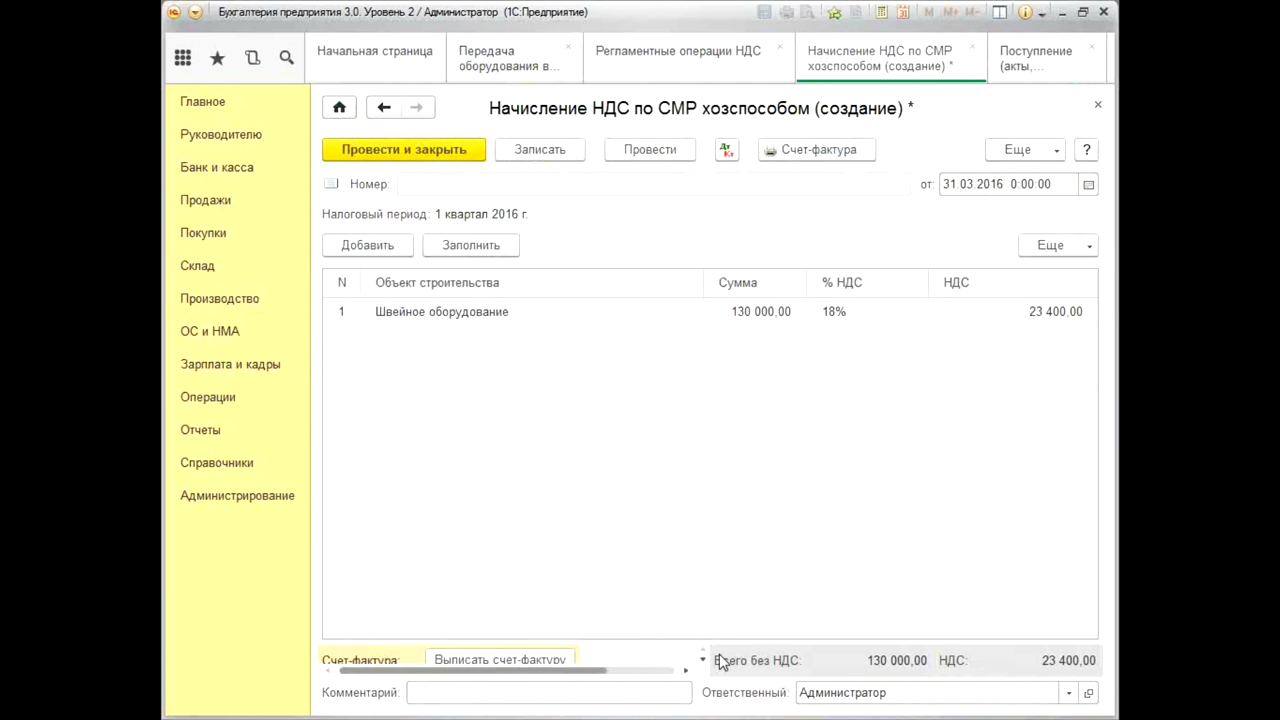 Бухгалтерия предприятия 3.0. Уровень 2 / Администратор (1С:Предприятие)
M M+ M-
Начальная страница
Передача
оборудования в...
Регламентные операции НДС
Начисление НДС по СМР
хозспособом (создание) *
Поступление
(акты,...
Главное
Руководителю
Банк и касса
Продажи
Покупки
Склад
Производство
ОС и НМА
Зарплата и кадры
Операции
Отчеты
Справочники
Администрирование
Начисление НДС по СМР хозспособом (создание) *
Провести и закрыть
Записать
Провести
Дт
Кт
Счет-фактура
Еще
?
Номер:
от: 31.03.2016 0:00:00
Налоговый период: 1 квартал 2016 г.
Добавить
Заполнить
Еще
N Объект строительства Сумма % НДС НДС
1 Швейное оборудование 130 000,00 18% 23 400,00
Счет-фактура: Выписать счет-фактуру
без НДС: 130 000,00 НДС: 23 400,00
Комментарий:
Ответственный: Администратор